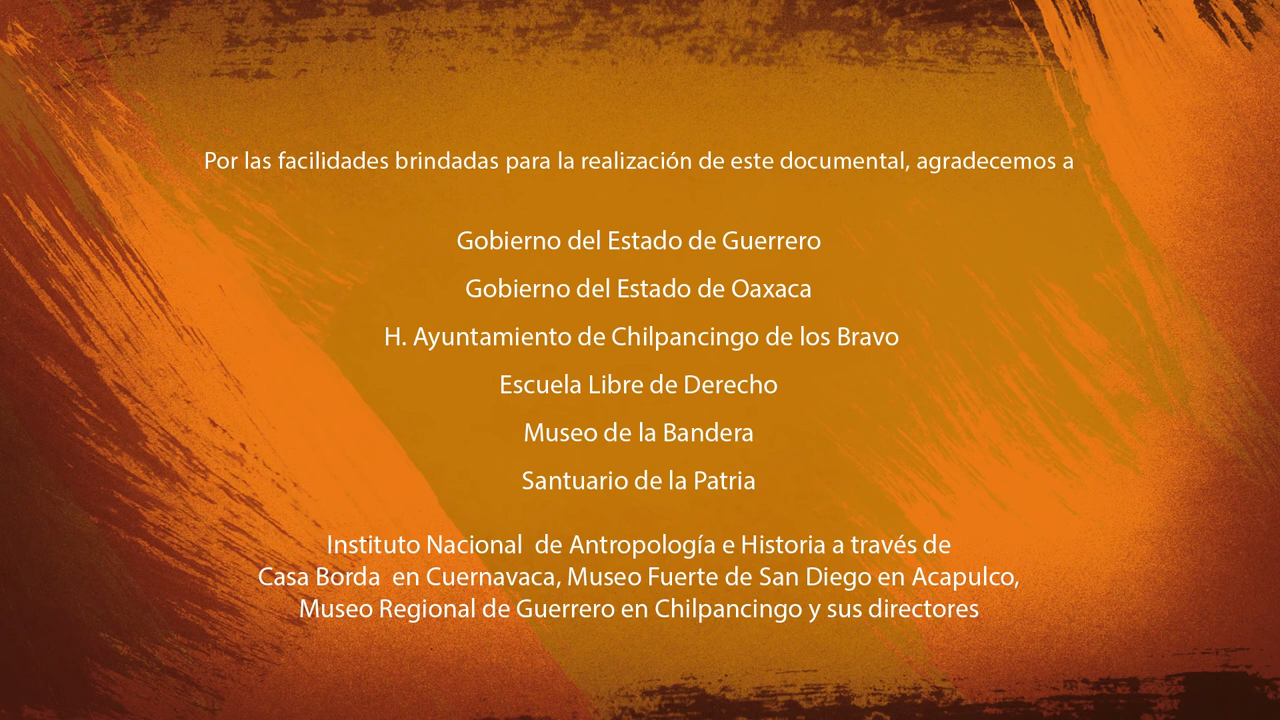 Por las facilidades brindadas para la realización de este documental, agradecemos a
Gobierno del Estado de Guerrero
Gobierno del Estado de Oaxaca
H. Ayuntamiento de Chilpancingo de los Bravo
Escuela Libre de Derecho
Museo de la Bandera
Santuario de la Patria
Instituto Nacional  de Antropología e Historia a través de
Casa Borda  en Cuernavaca, Museo Fuerte de San Diego en Acapulco,
Museo Regional de Guerrero en Chilpancingo y sus directores